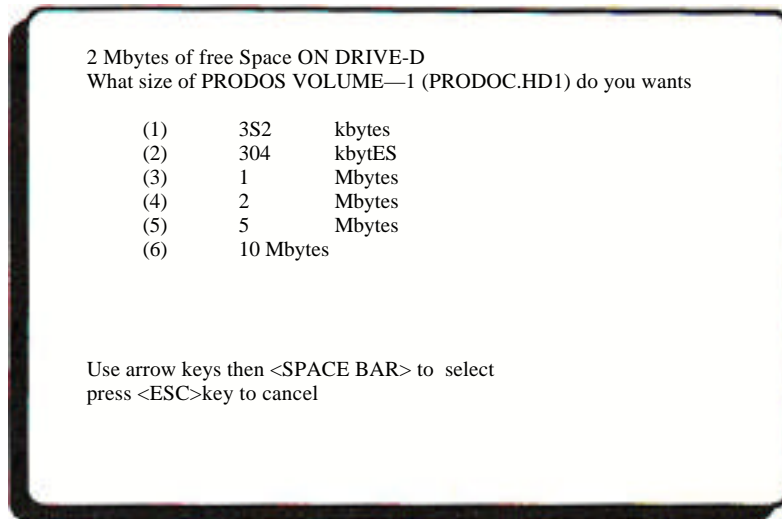 2 Mbytes of free Space ON DRIVE-D
What size of PRODOS VOLUME—1 (PRODOC.HD1) do you wants
(1) 3S2 kbytes
(2) 304 kbytES
(3) 1 Mbytes
(4) 2 Mbytes
(5) 5 Mbytes
(6) 10 Mbytes
Use arrow keys then <SPACE BAR> to select
press <ESC>key to cancel